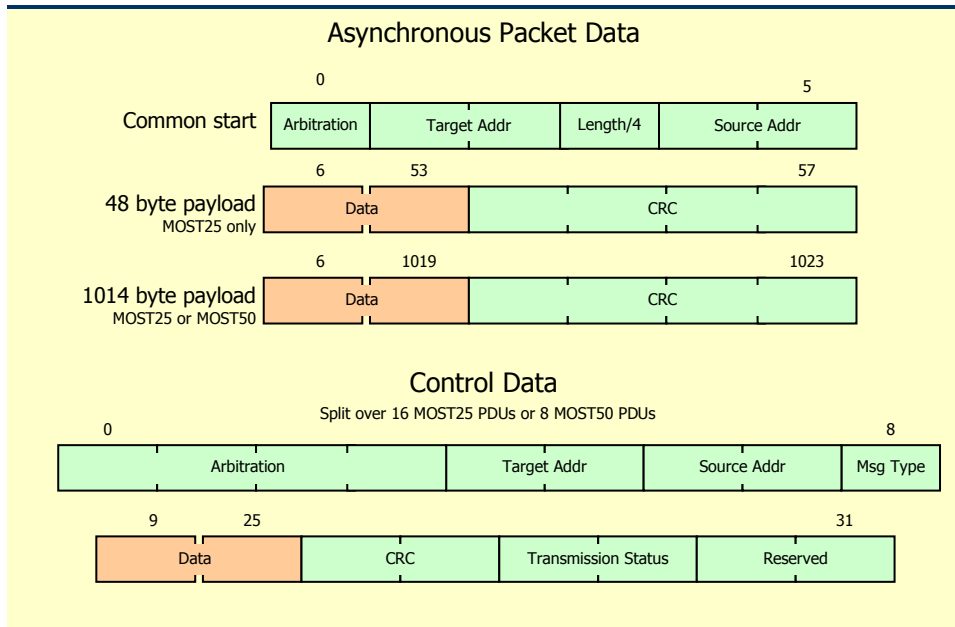 Asynchronous Packet Data
0 5
Common start Arbitration Target Addr Length/4 Source Addr
6 53 57
48 byte payload Data CRC
MOST25 only
6 1019 1023
1014 byte payload Data CRC
MOST25 or MOST50
Control Data
Split over 16 MOST25 PDUs or 8 MOST50 PDUs
0 8
Arbitration Target Addr Source Addr Msg Type
9 25 31
Data CRC Transmission Status Reserved